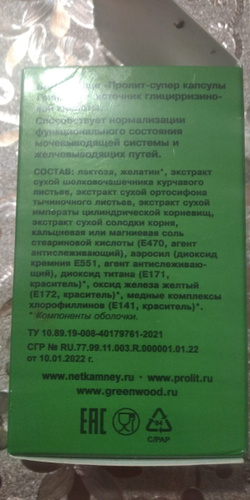 «Пролит-супер капсулы
источник глицирризино-
вой кислоты.
Способствует нормализации
функционального состояния
мочевыводящей системы и
желчевыводящих путей.
СОСТАВ: лактоза, желатин*, экстракт
сухой шелковочашечника курчавого
листьев, экстракт сухой ортосифона
тычиночного листьев, экстракт сухой
императы цилиндрической корневищ,
экстракт сухой солодки корня,
кальциевая или магниевая соль
стеариновой кислоты (Е470, агент
антислеживающий), аэросил (диоксид
кремния Е551, агент антислеживаю-
щий), диоксид титана (Е171,
краситель)*, оксид железа желтый
(Е172, краситель)*, медные комплексы
хлорофиллинов (Е141, краситель)*.
* Компоненты оболочки.
ТУ 10.89.19-006-40179761-2021
СГР № RU.77.99.11.003.R.000001.01.22
от 10.01.2022 г.
www.netkamney.ru • www.prolit.ru
www.greenwood.ru
EAC
C/PAP